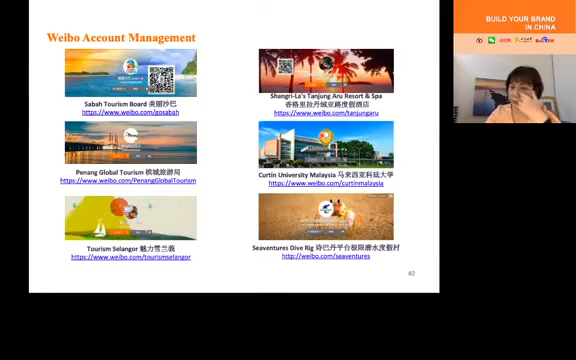 Weibo Account Management
Sabah Tourism Board 美丽沙巴
https://www.weibo.com/gosabah
Penang Global Tourism 槟城旅游局
https://www.weibo.com/PenangGlobalTourism
Tourism Selangor 魅力雪兰莪
https://www.weibo.com/tourismselangor
Shangri-La's Tanjung Aru Resort & Spa
香格里拉丹绒亚路度假酒店
https://www.weibo.com/tanjungaru
Curtin University Malaysia 马来西亚科廷大学
https://www.weibo.com/curtinmalaysia
Seaventures Dive Rig 诗巴丹平台极限潜水度假村
http://weibo.com/seaventures
40
BUILD YOUR BRAND
IN CHINA